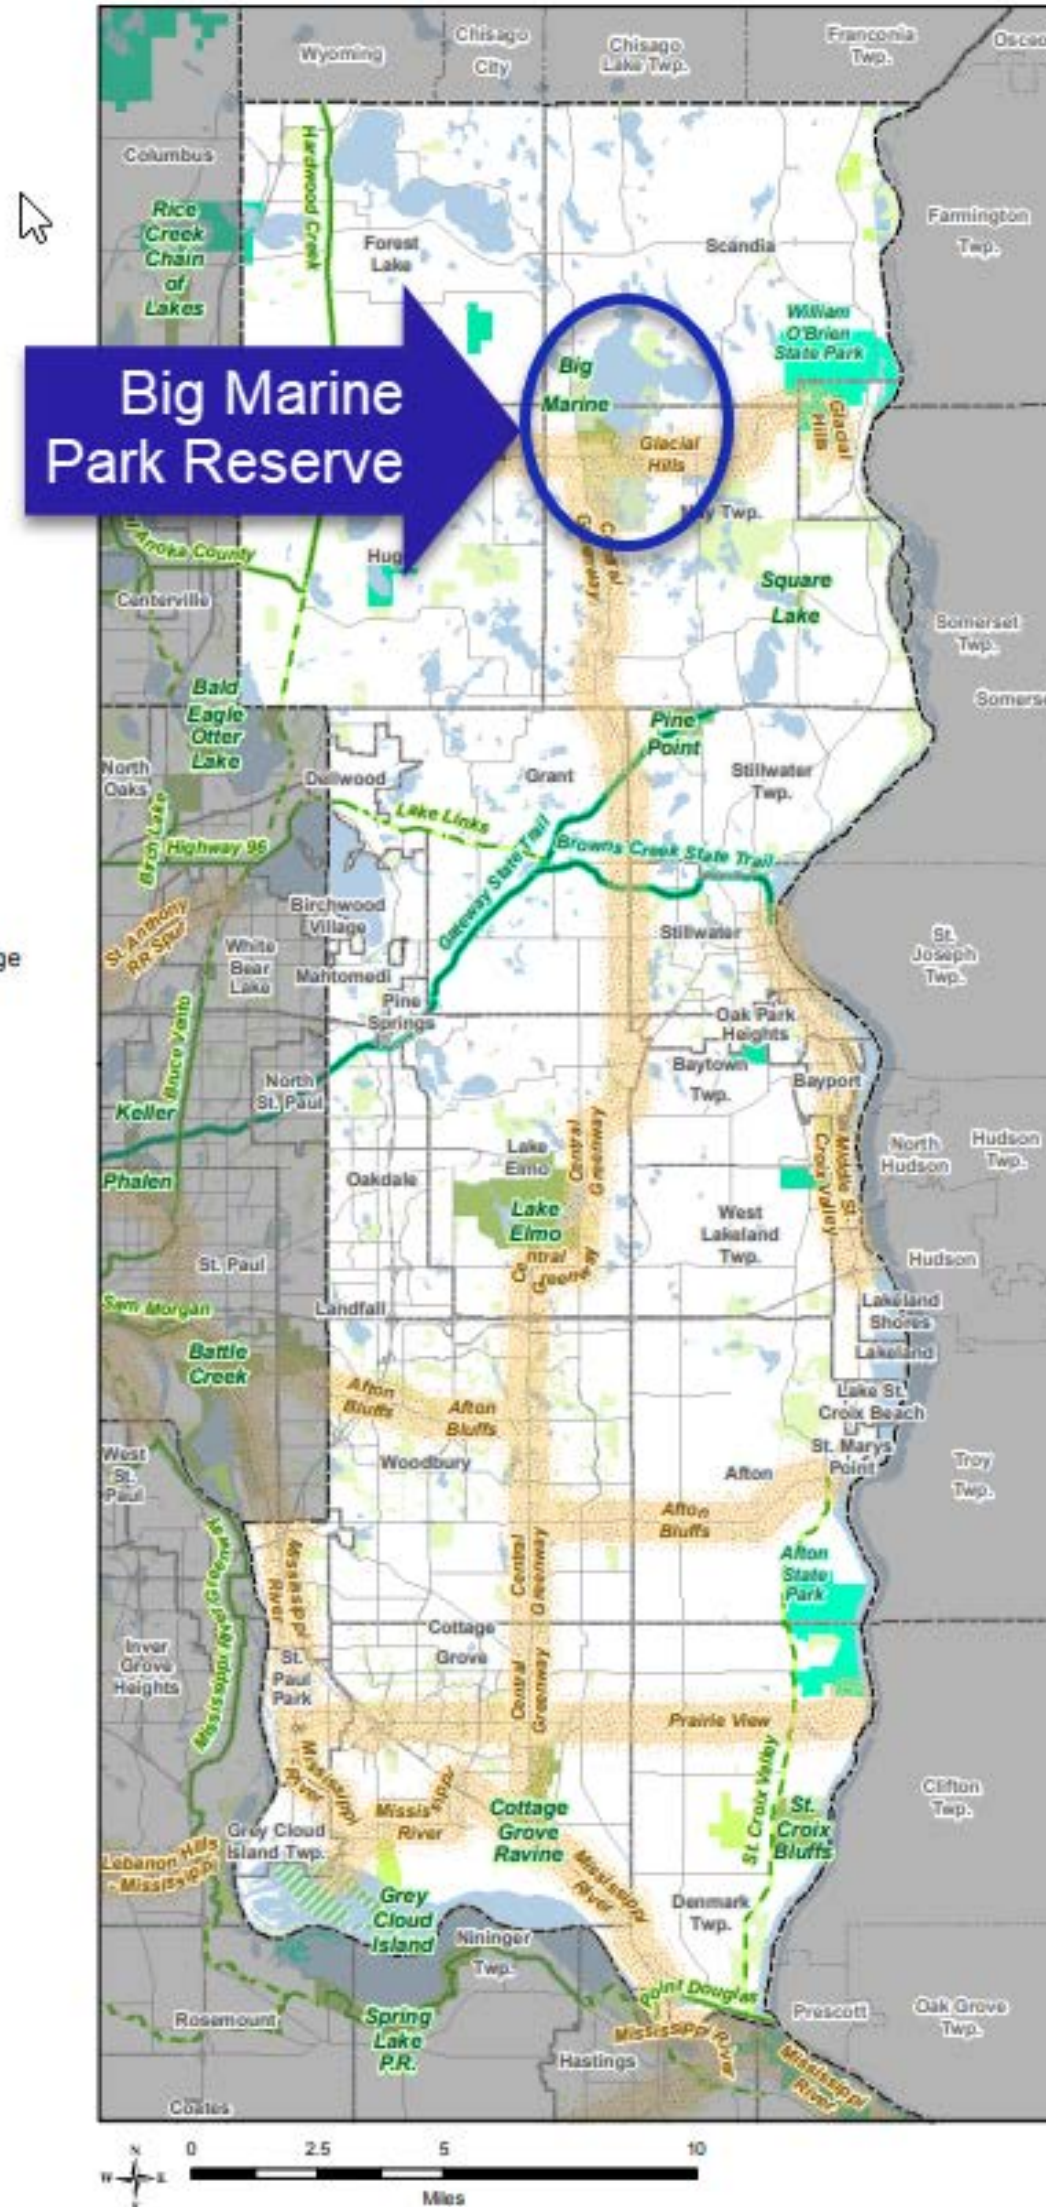 Wyoming
Chisago
City
Chisago
Lake Twp.
Franconia
Twp.
Columbus
Hardwood Creek
Rice
Creek
Chain
of
Lakes
Forest
Lake
Scandia
Farmington
Twp.
William
O'Brien
State Park
Big Marine
Park Reserve
Big
Marine
Glacial
Hills
Glacial
Hills
Twp.
Anoka County
Central
Greenway
Centerville
Square
Lake
Somerset
Twp.
Bald
Eagle
Otter
Lake
Pine
Point
North
Oaks
Dellwood
Grant
Stillwater
Twp.
Birch Lake
Highway 96
Lake Links
Gateway State Trail
Browns Creek State Trail
St. Anthony
RR Spur
Birchwood
Village
White
Bear
Lake
Mahtomedi
Stillwater
St.
Joseph
Twp.
ge
Pine
Springs
Oak Park
Heights
Bruce Vento
North
St. Paul
Baytown
Twp.
Bayport
Keller
Phalen
Lake
Elmo
Central
Greenway
Oakdale
Lake
Elmo
Middle St.
Croix Valley
North
Hudson
Hudson
Twp.
West
Lakeland
Twp.
Central
Greenway
St. Paul
Hudson
Sam Morgan
Landfall
Lakeland
Shores
Lakeland
Battle
Creek
Afton
Bluffs
Afton
Bluffs
Lake St.
Croix Beach
West
St.
Paul
Woodbury
Afton
St. Marys
Point
Troy
Twp.
Afton
Bluffs
Mississippi
River
Central
Greenway
Afton
State
Park
Inver
Grove
Heights
St.
Paul
Park
Cottage
Grove
Central
Greenway
Prairie View
Mississippi
River
Mississippi
River
Clifton
Twp.
Cottage
Grove
Ravine
St. Croix Valley
St.
Croix
Bluffs
Grey Cloud
Island Twp.
Lebanon Hills
- Mississippi
Mississippi
River
Grey
Cloud
Island
Denmark
Twp.
Nininger
Twp.
Point Douglas
Rosemount
Spring
Lake
P.R.
Prescott
Oak Grove
Twp.
Mississippi River
Hastings
Mississippi
River
Coates
N
W
E
0
2.5
5
10
Miles